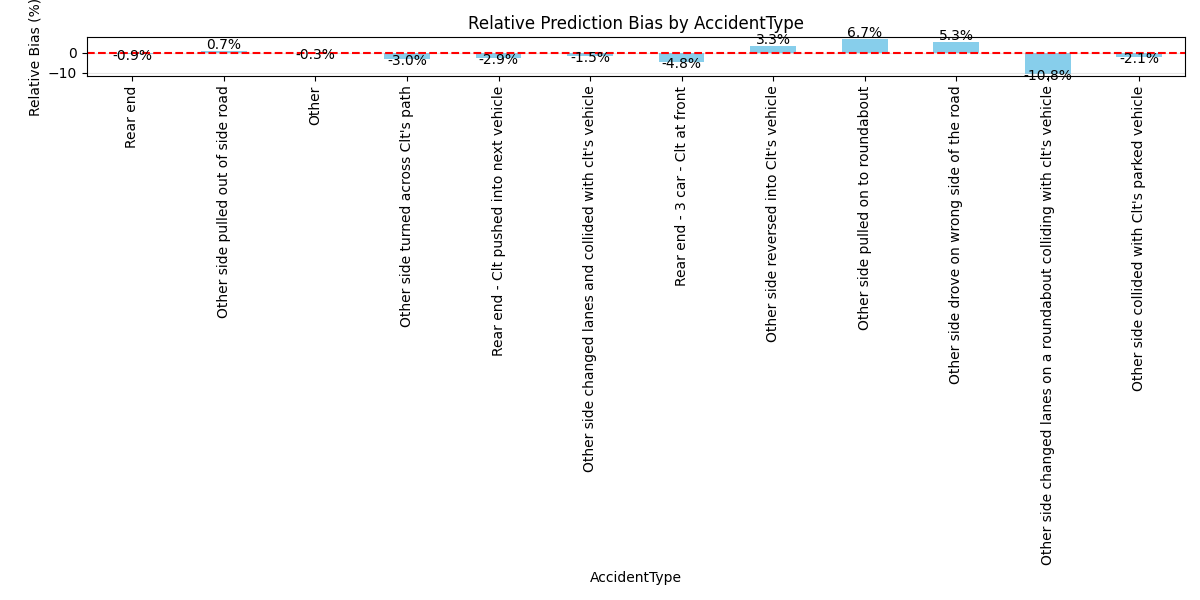 Relative Prediction Bias by AccidentType
Relative Bias (%)
0
−10
-0.9%
0.7%
-0.3%
-3.0%
-2.9%
-1.5%
-4.8%
3.3%
6.7%
5.3%
-10.8%
-2.1%
Rear end
Other side pulled out of side road
Other
Other side turned across Clt's path
Rear end - Clt pushed into next vehicle
Other side changed lanes and collided with clt's vehicle
Rear end - 3 car - Clt at front
Other side reversed into Clt's vehicle
Other side pulled on to roundabout
Other side drove on wrong side of the road
Other side changed lanes on a roundabout colliding with clt's vehicle
Other side collided with Clt's parked vehicle
AccidentType